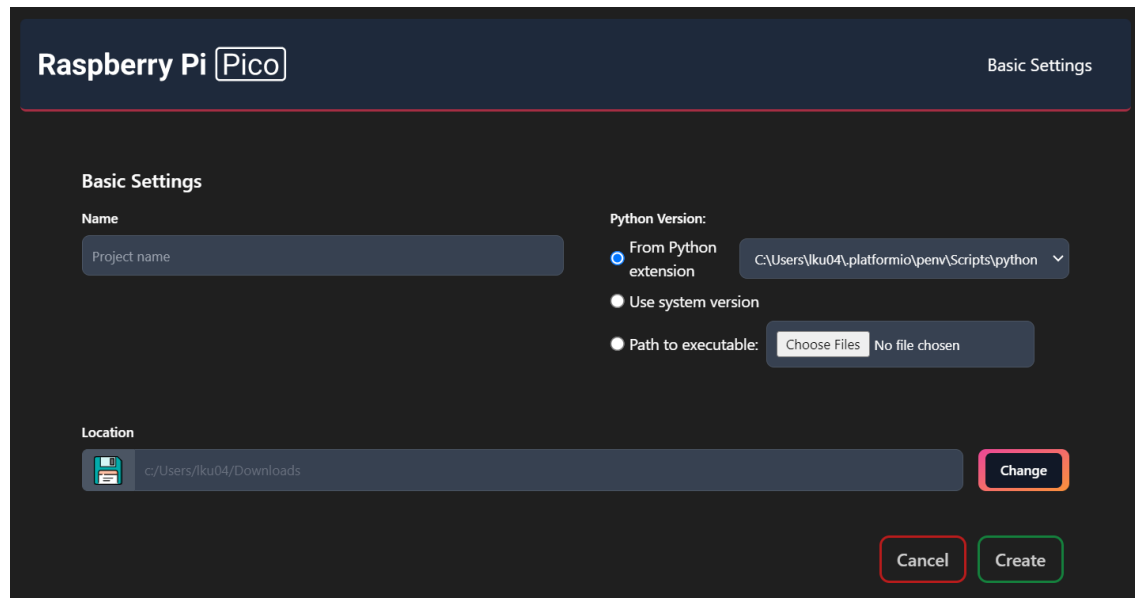 Raspberry Pi Pico
Basic Settings
Basic Settings
Name
Project name
Python Version:
From Python
extension
C:\Users\lku04\.platformio\penv\Scripts\python
Use system version
Path to executable:
Choose Files No file chosen
Location
c:/Users/lku04/Downloads
Change
Cancel
Create